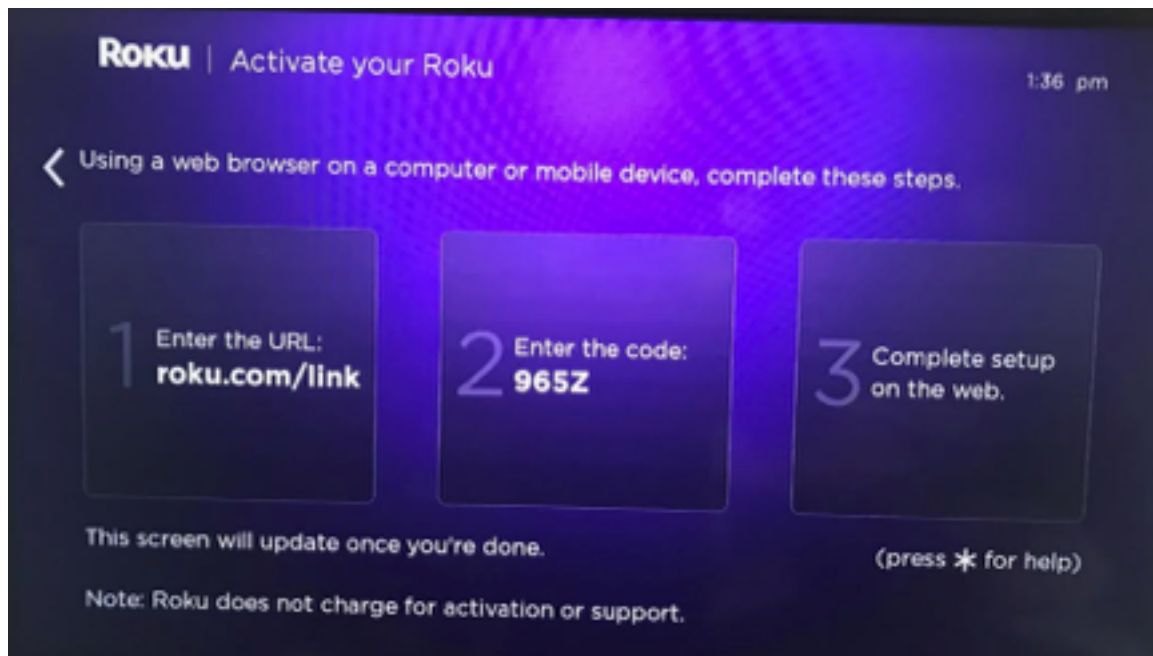 Roku | Activate your Roku
1:36 pm
Using a web browser on a computer or mobile device, complete these steps.
1
Enter the URL:
roku.com/link
2
Enter the code:
965Z
3
Complete setup
on the web.
This screen will update once you're done.
(press * for help)
Note: Roku does not charge for activation or support.